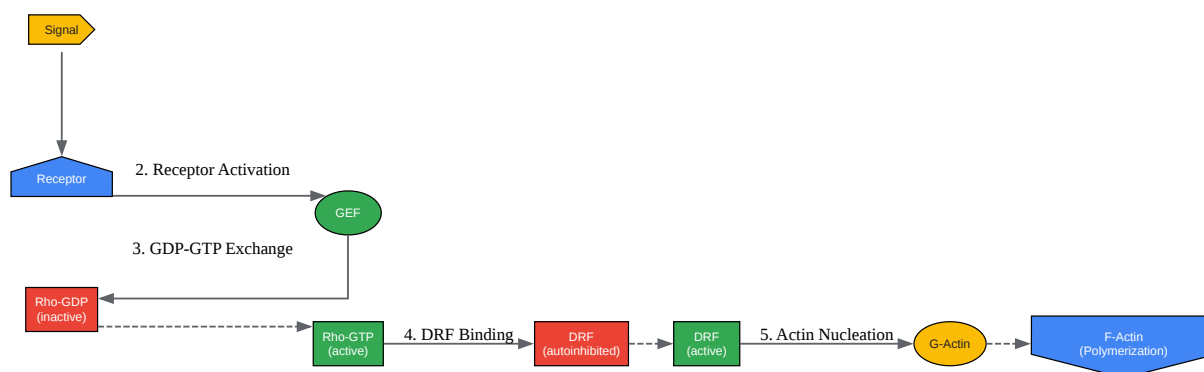 Signal
2. Receptor Activation
Receptor
GEF
3. GDP-GTP Exchange
Rho-GDP
(inactive)
Rho-GTP
(active)
4. DRF Binding
DRF
(autoinhibited)
DRF
(active)
5. Actin Nucleation
G-Actin
F-Actin
(Polymerization)